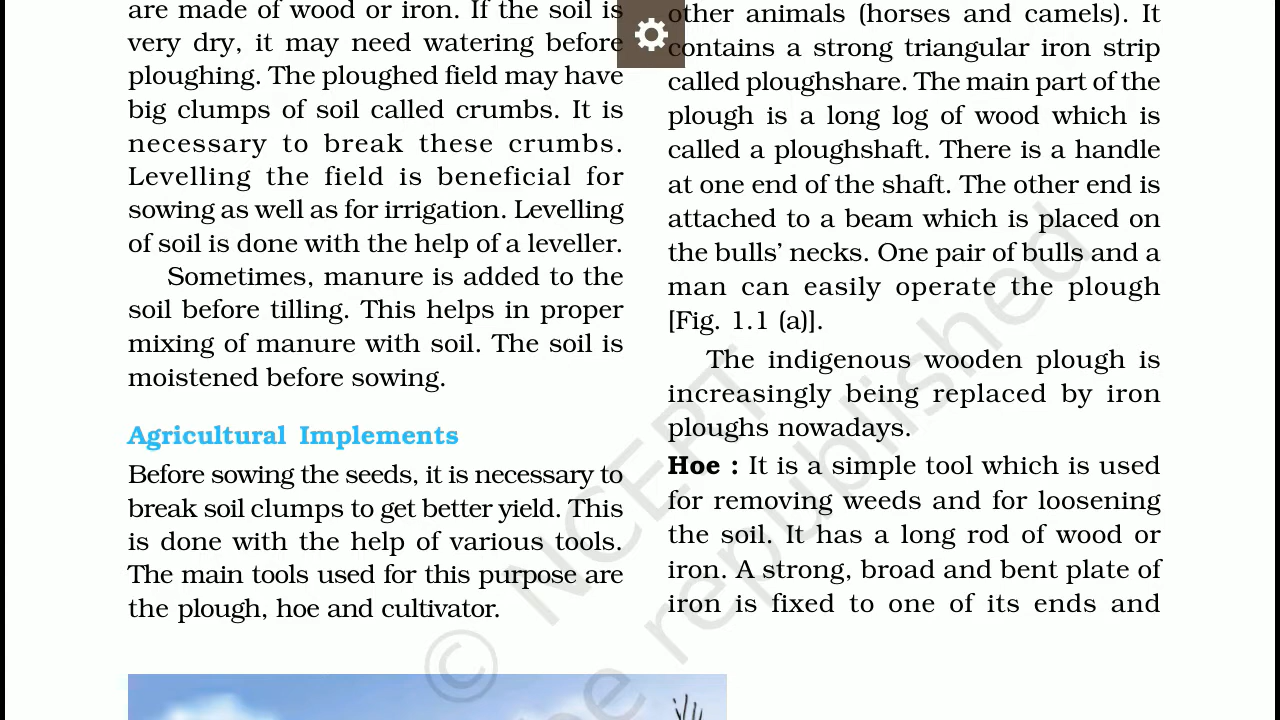 are made of wood or iron. If the soil is
very dry, it may need watering before
ploughing. The ploughed field may have
big clumps of soil called crumbs. It is
necessary to break these crumbs.
Levelling the field is beneficial for
sowing as well as for irrigation. Levelling
of soil is done with the help of a leveller.
Sometimes, manure is added to the
soil before tilling. This helps in proper
mixing of manure with soil. The soil is
moistened before sowing.
Agricultural Implements
Before sowing the seeds, it is necessary to
break soil clumps to get better yield. This
is done with the help of various tools.
The main tools used for this purpose are
the plough, hoe and cultivator.
other animals (horses and camels). It
contains a strong triangular iron strip
called ploughshare. The main part of the
plough is a long log of wood which is
called a ploughshaft. There is a handle
at one end of the shaft. The other end is
attached to a beam which is placed on
the bulls’ necks. One pair of bulls and a
man can easily operate the plough
[Fig. 1.1 (a)].
The indigenous wooden plough is
increasingly being replaced by iron
ploughs nowadays.
Hoe : It is a simple tool which is used
for removing weeds and for loosening
the soil. It has a long rod of wood or
iron. A strong, broad and bent plate of
iron is fixed to one of its ends and
© NCERT
be republished